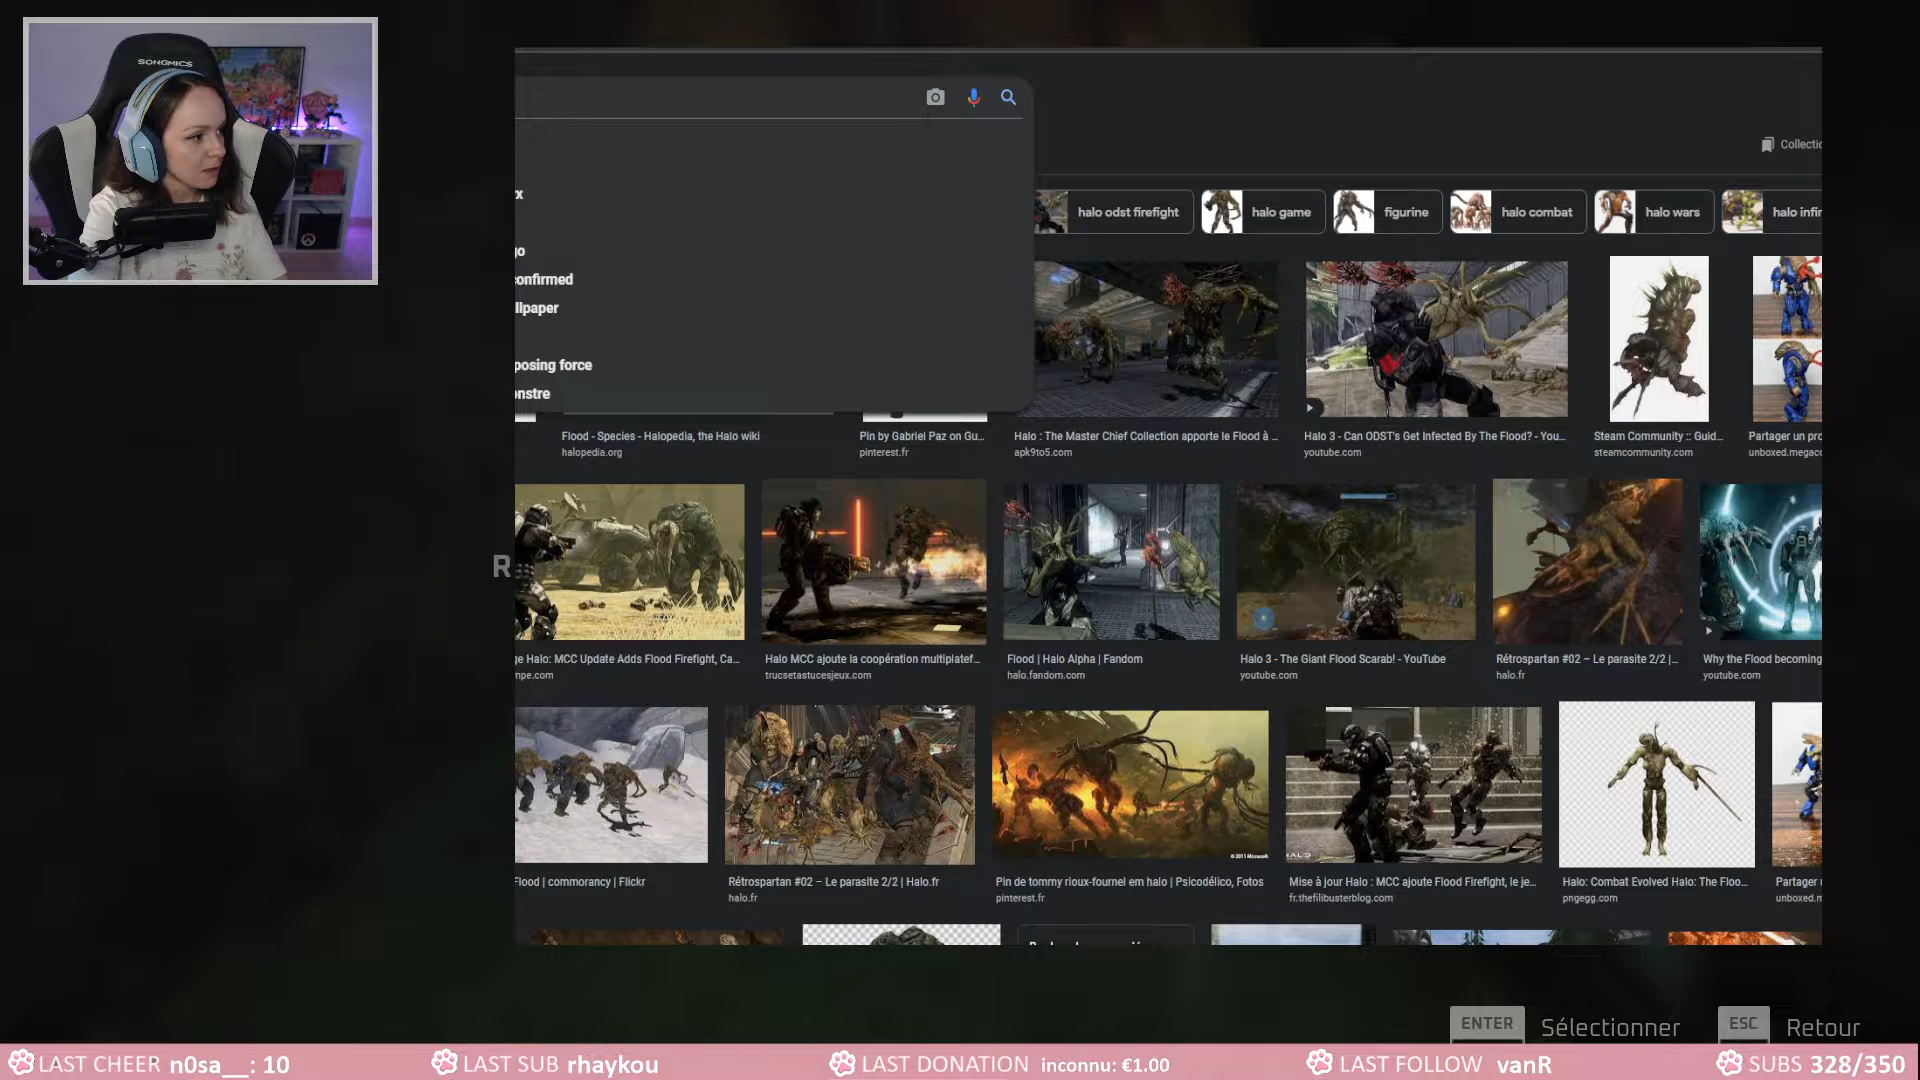 SONGMICS
x
go
confirmed
llpaper
posing force
onstre
Collectio
halo odst firefight
halo game
figurine
halo combat
halo wars
halo infir
Flood - Species - Halopedia, the Halo wiki
halopedia.org
Pin by Gabriel Paz on Gu...
pinterest.fr
Halo : The Master Chief Collection apporte le Flood à ...
apk9to5.com
Halo 3 - Can ODST's Get Infected By The Flood? - You...
youtube.com
Steam Community :: Guid...
steamcommunity.com
Partager un pro
unboxed.megaco
R
ge Halo: MCC Update Adds Flood Firefight, Ca...
mpe.com
Halo MCC ajoute la coopération multiplatef...
trucsetastucesjeux.com
Flood | Halo Alpha | Fandom
halo.fandom.com
Halo 3 - The Giant Flood Scarab! - YouTube
youtube.com
Rétrospartan #02 – Le parasite 2/2 |...
halo.fr
Why the Flood becoming
youtube.com
© 2011 Microsoft
HALO
Flood | commorancy | Flickr
Rétrospartan #02 – Le parasite 2/2 | Halo.fr
halo.fr
Pin de tommy rioux-fournel em halo | Psicodélico, Fotos
pinterest.fr
Mise à jour Halo : MCC ajoute Flood Firefight, le je...
fr.thefilibusterblog.com
Halo: Combat Evolved Halo: The Floo...
pngegg.com
Partager u
unboxed.m
ENTER Sélectionner
ESC Retour
LAST CHEER n0sa__: 10
LAST SUB rhaykou
LAST DONATION inconnu: €1.00
LAST FOLLOW vanR
SUBS 328/350